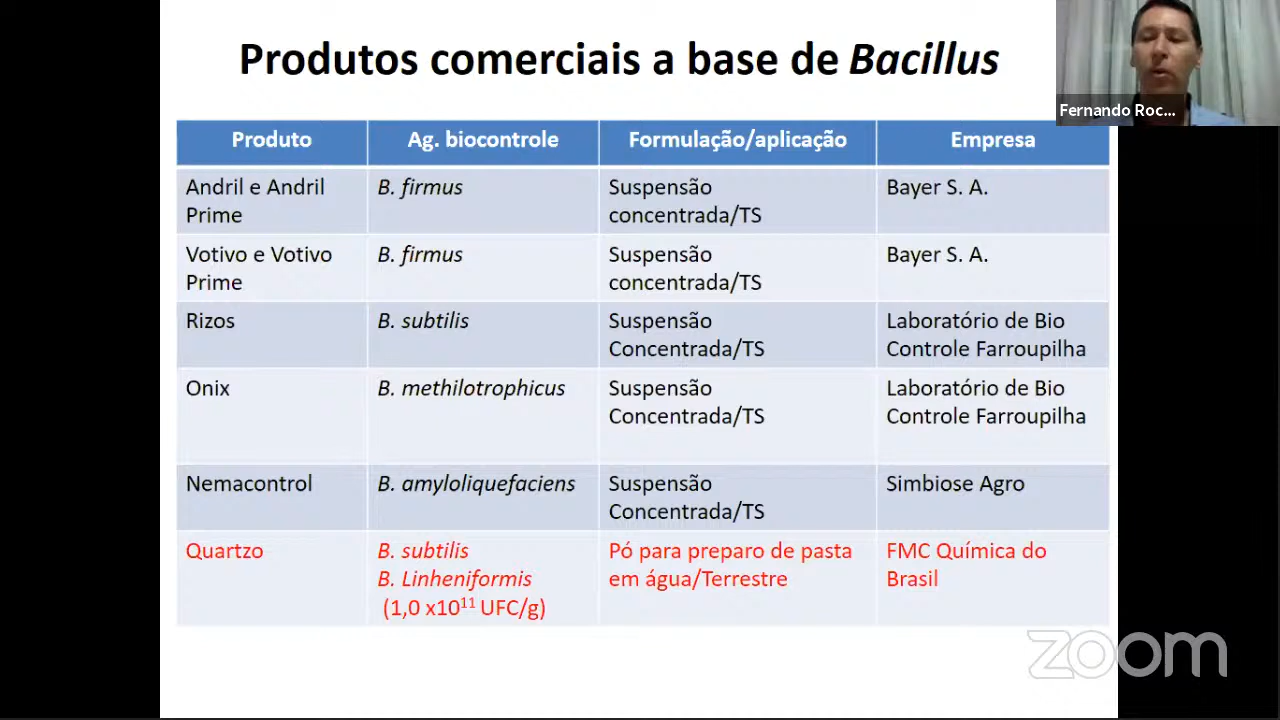 Produtos comerciais a base de Bacillus
Fernando Roc...
Produto
Ag. biocontrole
Formulação/aplicação
Empresa
Andril e Andril
Prime
B. firmus
Suspensão
concentrada/TS
Bayer S. A.
Votivo e Votivo
Prime
B. firmus
Suspensão
concentrada/TS
Bayer S. A.
Rizos
B. subtilis
Suspensão
Concentrada/TS
Laboratório de Bio
Controle Farroupilha
Onix
B. methilotrophicus
Suspensão
Concentrada/TS
Laboratório de Bio
Controle Farroupilha
Nemacontrol
B. amyloliquefaciens
Suspensão
Concentrada/TS
Simbiose Agro
Quartzo
B. subtilis
B. Linheniformis
(1,0 x10¹¹ UFC/g)
Pó para preparo de pasta
em água/Terrestre
FMC Química do
Brasil
zoom